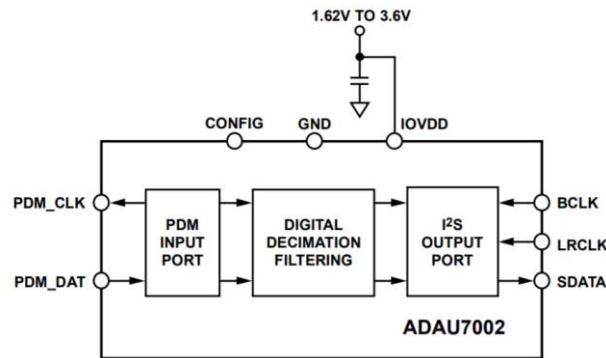 1.62V TO 3.6V
CONFIG
GND
IOVDD
PDM_CLK
PDM
INPUT
PORT
DIGITAL
DECIMATION
FILTERING
I²S
OUTPUT
PORT
BCLK
LRCLK
PDM_DAT
SDATA
ADAU7002